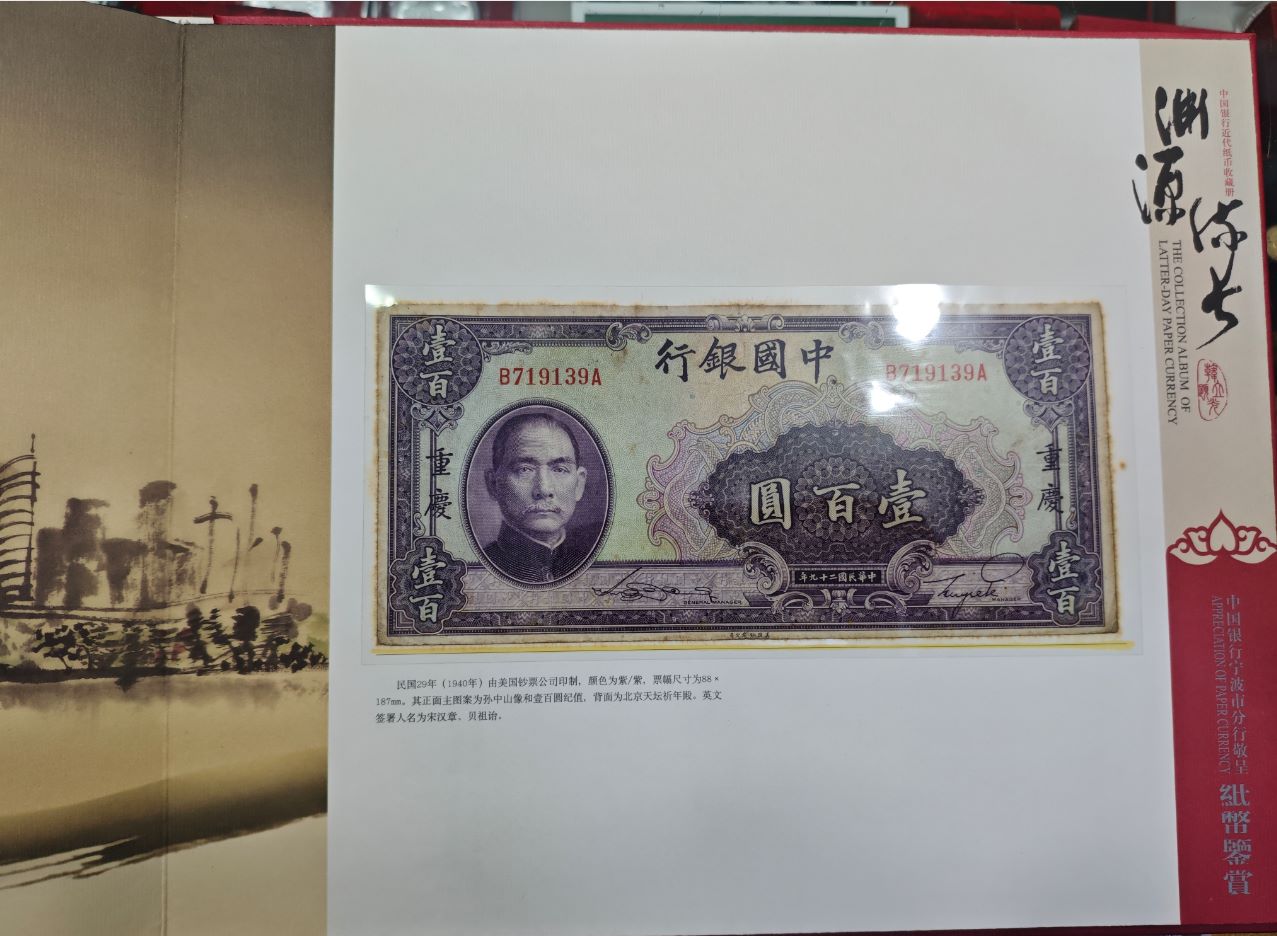 中国银行近代纸币收藏册
渊源流长
THE COLLECTION ALBUM OF
LATTER-DAY PAPER CURRENCY
壹百
壹百
行銀國中
B719139A
B719139A
重慶
重慶
圓百壹
年九十二國民華中
GENERAL MANAGER
MANAGER
壹百
壹百
民国29年（1940年）由美国钞票公司印制，颜色为紫/紫，票幅尺寸为88×
187mm。其正面主图案为孙中山像和壹百圆纪值，背面为北京天坛祈年殿。英文
签署人名为宋汉章、贝祖诒。
中国银行宁波市分行敬呈
APPRECIATION OF PAPER CURRENCY
紙幣鑒賞